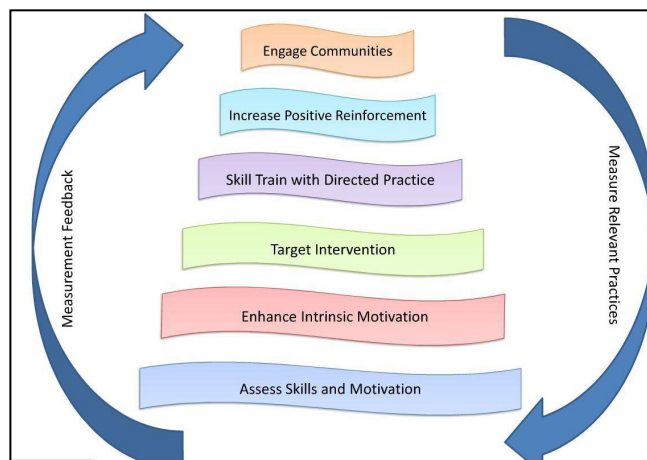 Engage Communities
Increase Positive Reinforcement
Skill Train with Directed Practice
Target Intervention
Enhance Intrinsic Motivation
Assess Skills and Motivation
Measurement Feedback
Measure Relevant Practices